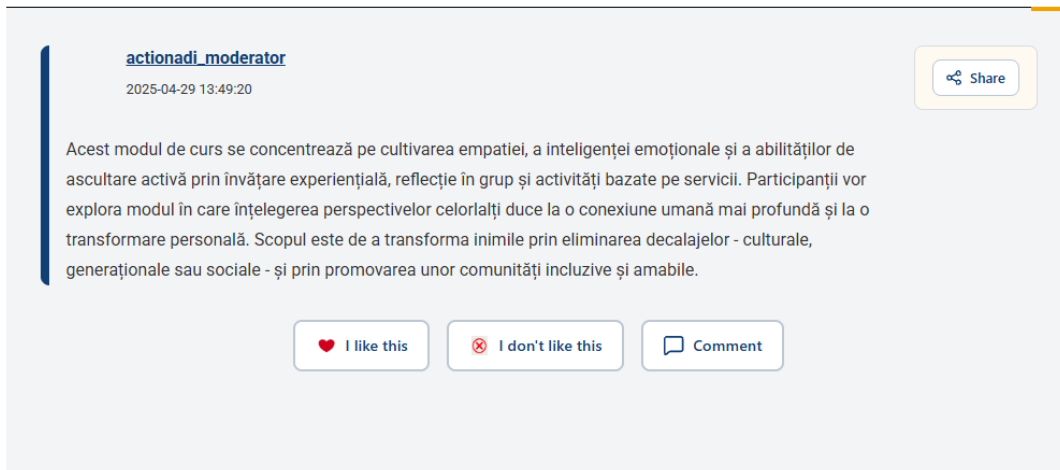 actionadi_moderator
Share
2025-04-29 13:49:20
Acest modul de curs se concentrează pe cultivarea empatiei, a inteligenței emoționale și a abilităților de
ascultare activă prin învățare experiențială, reflecție în grup și activități bazate pe servicii. Participanții vor
explora modul în care înțelegerea perspectivelor celorlalți duce la o conexiune umană mai profundă și la o
transformare personală. Scopul este de a transforma inimile prin eliminarea decalajelor - culturale,
generaționale sau sociale - și prin promovarea unor comunități incluzive și amabile.
I like this
I don't like this
Comment